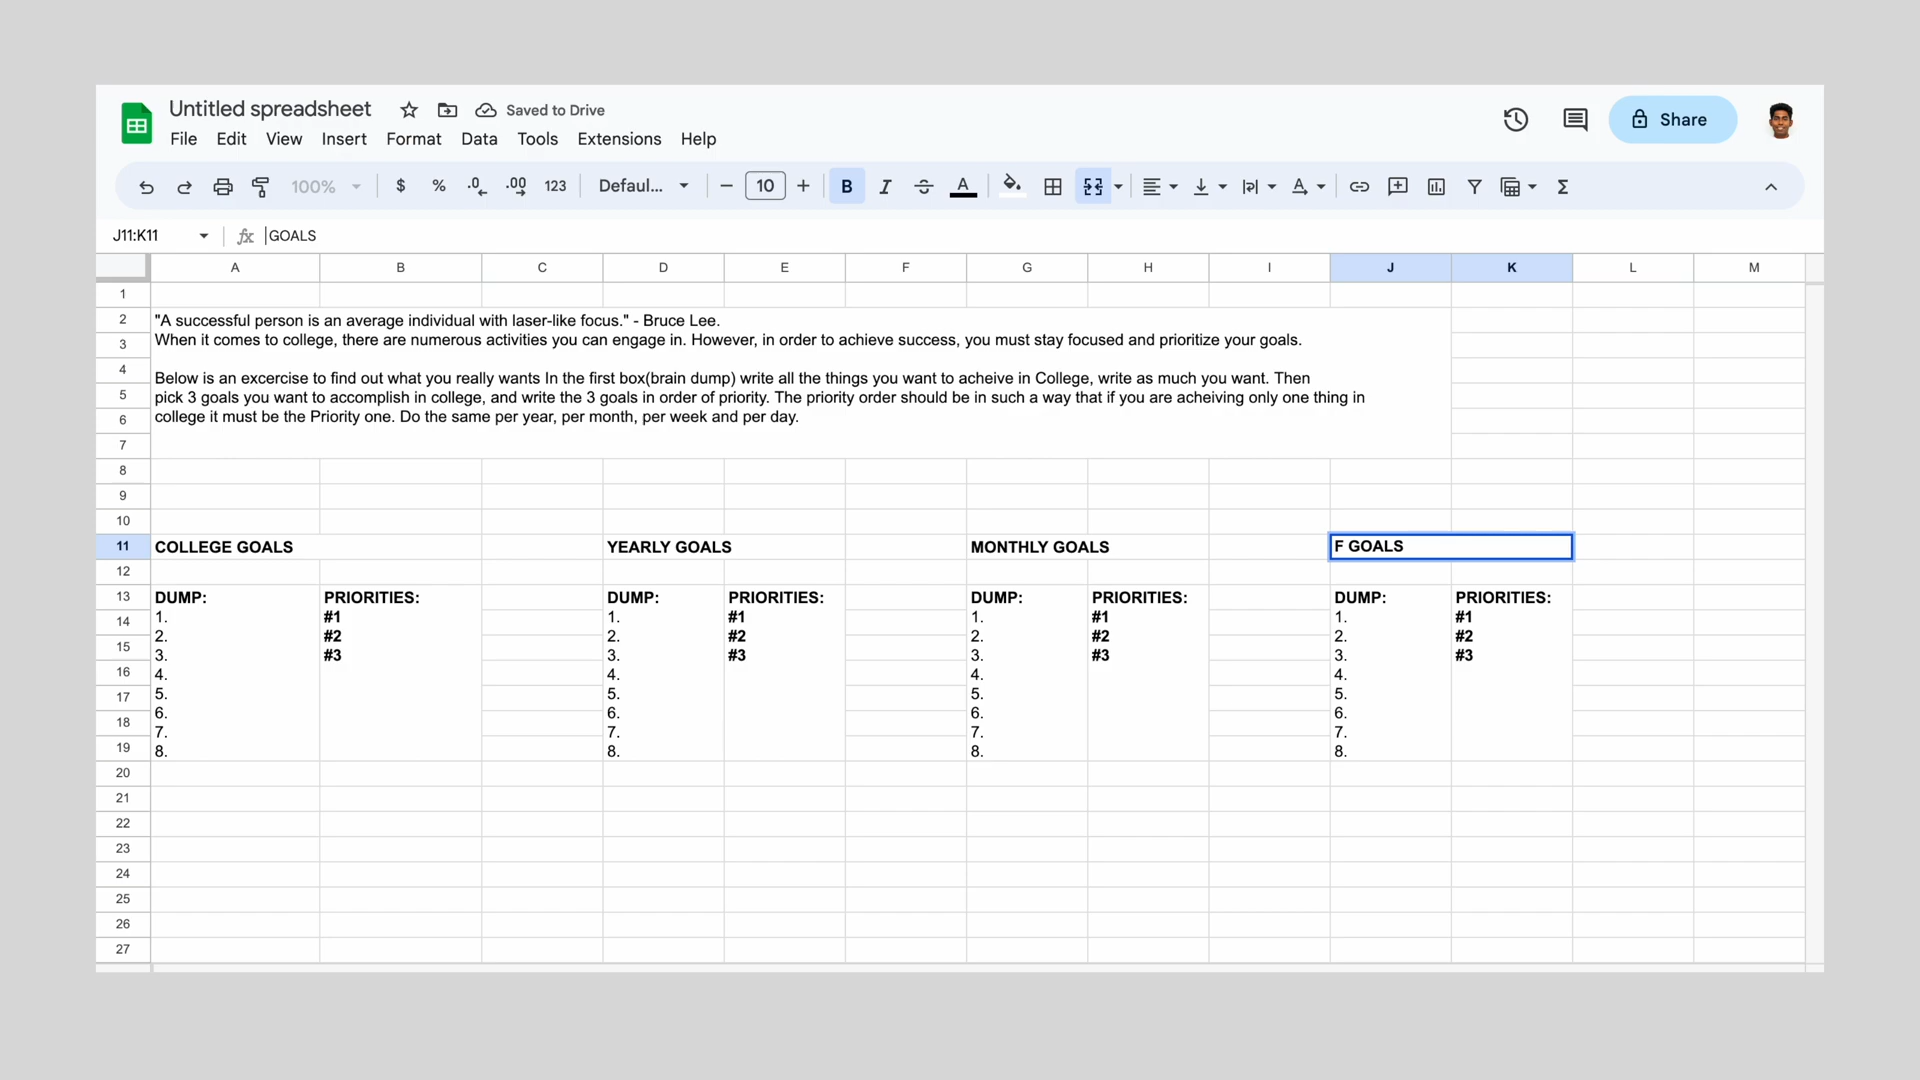 Untitled spreadsheet
Saved to Drive
File Edit View Insert Format Data Tools Extensions Help
Share
100% $ % .0 .00 123 Defaul... 10 B I A A Σ
J11:K11 fx GOALS
A B C D E F G H I J K L M
1
2
3
4
5
6
7
8
9
10
11
12
13
14
15
16
17
18
19
20
21
22
23
24
25
26
27
"A successful person is an average individual with laser-like focus." - Bruce Lee.
When it comes to college, there are numerous activities you can engage in. However, in order to achieve success, you must stay focused and prioritize your goals.
Below is an excercise to find out what you really wants In the first box(brain dump) write all the things you want to acheive in College, write as much you want. Then
pick 3 goals you want to accomplish in college, and write the 3 goals in order of priority. The priority order should be in such a way that if you are acheiving only one thing in
college it must be the Priority one. Do the same per year, per month, per week and per day.
COLLEGE GOALS YEARLY GOALS MONTHLY GOALS F GOALS
DUMP: PRIORITIES: DUMP: PRIORITIES: DUMP: PRIORITIES: DUMP: PRIORITIES:
1. #1 1. #1 1. #1 1. #1
2. #2 2. #2 2. #2 2. #2
3. #3 3. #3 3. #3 3. #3
4. 4. 4. 4.
5. 5. 5. 5.
6. 6. 6. 6.
7. 7. 7. 7.
8. 8. 8. 8.